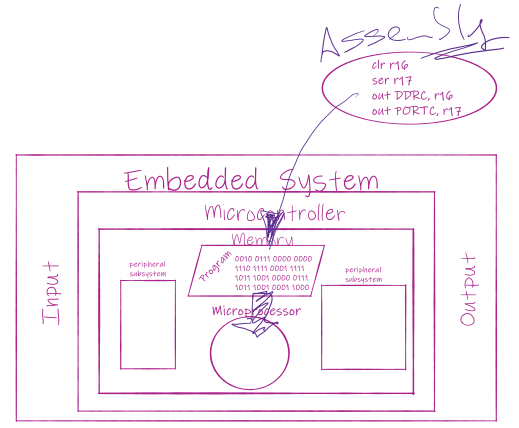 Assembly
clr r16
ser r17
out DDRC, r16
out PORTC, r17
Embedded System
Microcontroller
Memory
Input
peripheral
subsystem
Program
0010 0111 0000 0000
1110 1111 0001 1111
1011 1001 0000 0111
1011 1001 0001 1000
peripheral
subsystem
Output
Microprocessor